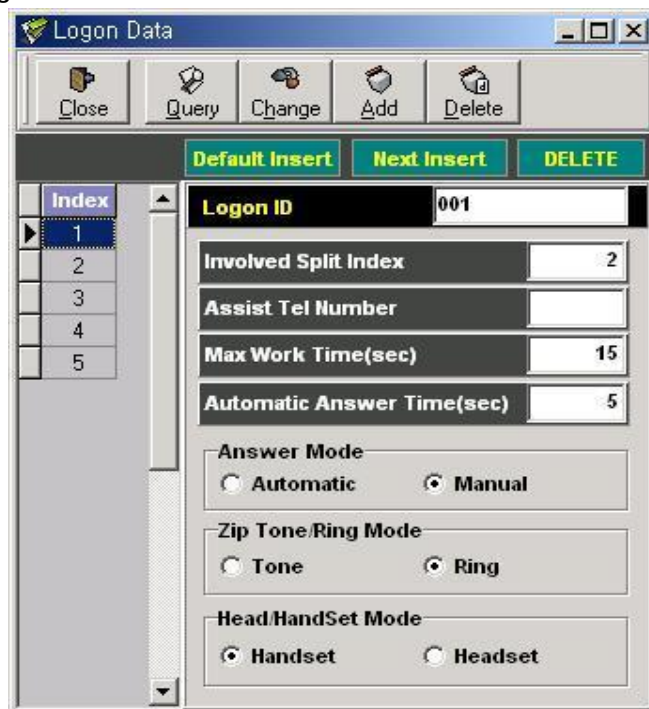 Logon Data
Close Query Change Add Delete
Default Insert Next Insert DELETE
Index
1
2
3
4
5
Logon ID 001
Involved Split Index 2
Assist Tel Number
Max Work Time(sec) 15
Automatic Answer Time(sec) 5
Answer Mode
Automatic Manual
Zip Tone/Ring Mode
Tone Ring
Head/HandSet Mode
Handset Headset